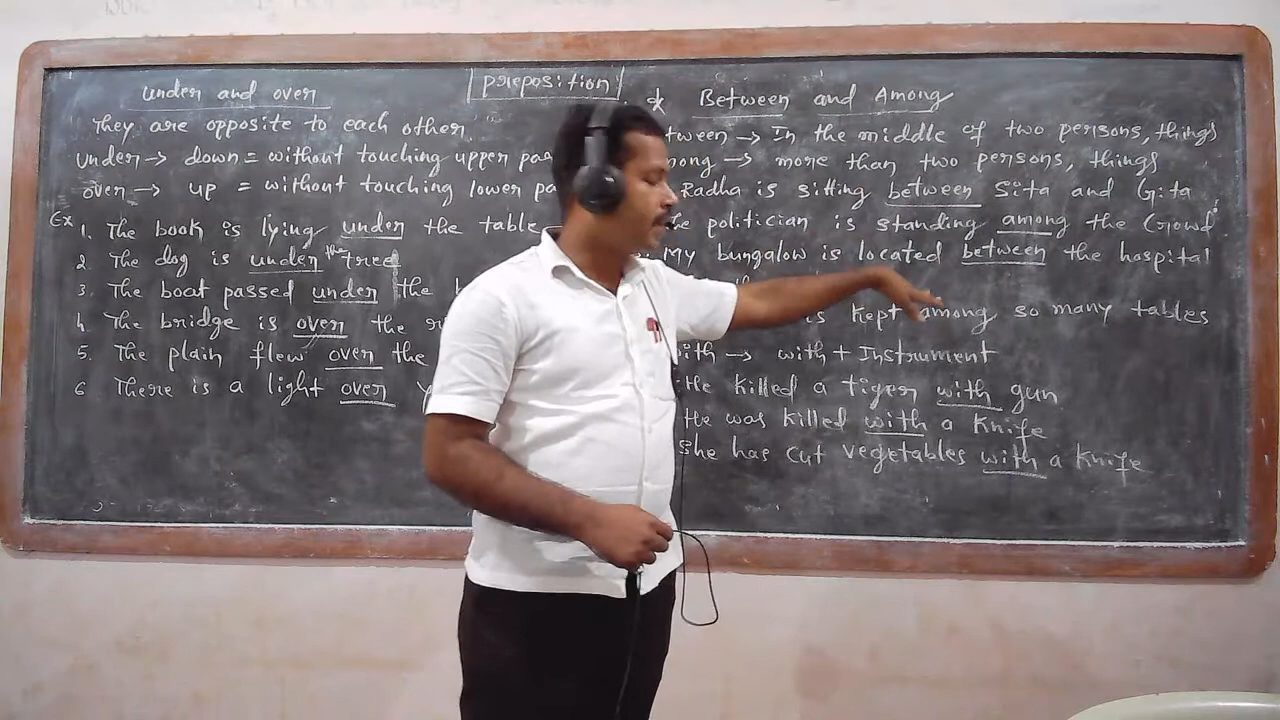 preposition
under and over
They are opposite to each other.
under → down = without touching upper
over → up = without touching lower
Ex 1. The book is lying under the table
2. The dog is under the tree
3. The boat passed under the
4. The bridge is over the
5. The plain flew over the
6 There is a light over
* Between and Among
tween → In the middle of two persons, things
mong → more than two persons, things
Radha is sitting between Sita and Gita
politician is standing among the Crowd
My bungalow is located between the hospital
is kept among so many tables
with → with + Instrument
He killed a tiger with gun
He was killed with a knife
She has cut vegetables with a knife